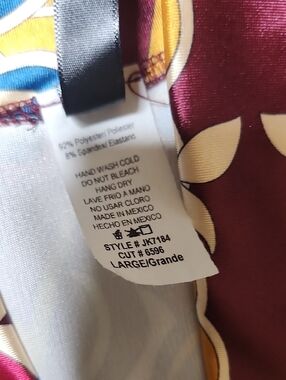 92% Polyester/ Poliester
8% Spandex/ Elastano
HAND WASH COLD
DO NOT BLEACH
HANG DRY
LAVE FRIO A MANO
NO USAR CLORO
MADE IN MEXICO
HECHO EN MEXICO
STYLE # JK7184
CUT # 6596
LARGE/Grande